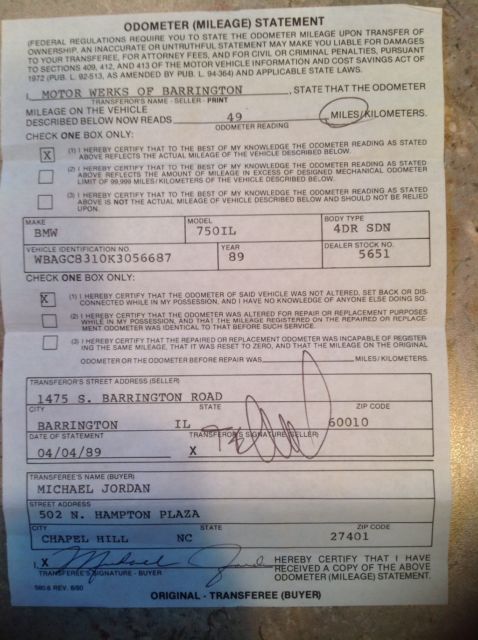 ODOMETER (MILEAGE) STATEMENT
(FEDERAL REGULATIONS REQUIRE YOU TO STATE THE ODOMETER MILEAGE UPON TRANSFER OF
OWNERSHIP. AN INACCURATE OR UNTRUTHFUL STATEMENT MAY MAKE YOU LIABLE FOR DAMAGES
TO YOUR TRANSFEREE, FOR ATTORNEY FEES, AND FOR CIVIL OR CRIMINAL PENALTIES, PURSUANT
TO SECTIONS 409, 412, AND 413 OF THE MOTOR VEHICLE INFORMATION AND COST SAVINGS ACT OF
1972 (PUB. L. 92-513, AS AMENDED BY PUB. L. 94-364) AND APPLICABLE STATE LAWS.
I, MOTOR WERKS OF BARRINGTON, STATE THAT THE ODOMETER
TRANSFEROR'S NAME - SELLER - PRINT
MILEAGE ON THE VEHICLE
DESCRIBED BELOW NOW READS 49 MILES/KILOMETERS.
ODOMETER READING
CHECK ONE BOX ONLY:
X (1) I HEREBY CERTIFY THAT TO THE BEST OF MY KNOWLEDGE THE ODOMETER READING AS STATED
ABOVE REFLECTS THE ACTUAL MILEAGE OF THE VEHICLE DESCRIBED BELOW.
(2) I HEREBY CERTIFY THAT TO THE BEST OF MY KNOWLEDGE THE ODOMETER READING AS STATED
ABOVE REFLECTS THE AMOUNT OF MILEAGE IN EXCESS OF DESIGNED MECHANICAL ODOMETER
LIMIT OF 99,999 MILES/KILOMETERS OF THE VEHICLE DESCRIBED BELOW.
(3) I HEREBY CERTIFY THAT TO THE BEST OF MY KNOWLEDGE THE ODOMETER READING AS STATED
ABOVE IS NOT THE ACTUAL MILEAGE OF VEHICLE DESCRIBED BELOW AND SHOULD NOT BE RELIED
UPON.
MAKE MODEL BODY TYPE
BMW 750IL 4DR SDN
VEHICLE IDENTIFICATION NO. YEAR DEALER STOCK NO.
WBAGC8310K3056687 89 5651
CHECK ONE BOX ONLY:
X (1) I HEREBY CERTIFY THAT THE ODOMETER OF SAID VEHICLE WAS NOT ALTERED, SET BACK OR DIS-
CONNECTED WHILE IN MY POSSESSION, AND I HAVE NO KNOWLEDGE OF ANYONE ELSE DOING SO.
(2) I HEREBY CERTIFY THAT THE ODOMETER WAS ALTERED FOR REPAIR OR REPLACEMENT PURPOSES
WHILE IN MY POSSESSION, AND THAT THE MILEAGE REGISTERED ON THE REPAIRED OR REPLACE-
MENT ODOMETER WAS IDENTICAL TO THAT BEFORE SUCH SERVICE.
(3) I HEREBY CERTIFY THAT THE REPAIRED OR REPLACEMENT ODOMETER WAS INCAPABLE OF REGISTER-
ING THE SAME MILEAGE, THAT IT WAS RESET TO ZERO, AND THAT THE MILEAGE ON THE ORIGINAL
ODOMETER OR THE ODOMETER BEFORE REPAIR WAS MILES/KILOMETERS.
TRANSFEROR'S STREET ADDRESS (SELLER)
1475 S. BARRINGTON ROAD
CITY STATE ZIP CODE
BARRINGTON IL 60010
DATE OF STATEMENT TRANSFEROR'S SIGNATURE (SELLER)
04/04/89 X
TRANSFEREE'S NAME (BUYER)
MICHAEL JORDAN
STREET ADDRESS
502 N. HAMPTON PLAZA
CITY STATE ZIP CODE
CHAPEL HILL NC 27401
I, X Michael Jordan HEREBY CERTIFY THAT I HAVE
TRANSFEREE'S SIGNATURE - BUYER RECEIVED A COPY OF THE ABOVE
ODOMETER (MILEAGE) STATEMENT.
ORIGINAL - TRANSFEREE (BUYER)